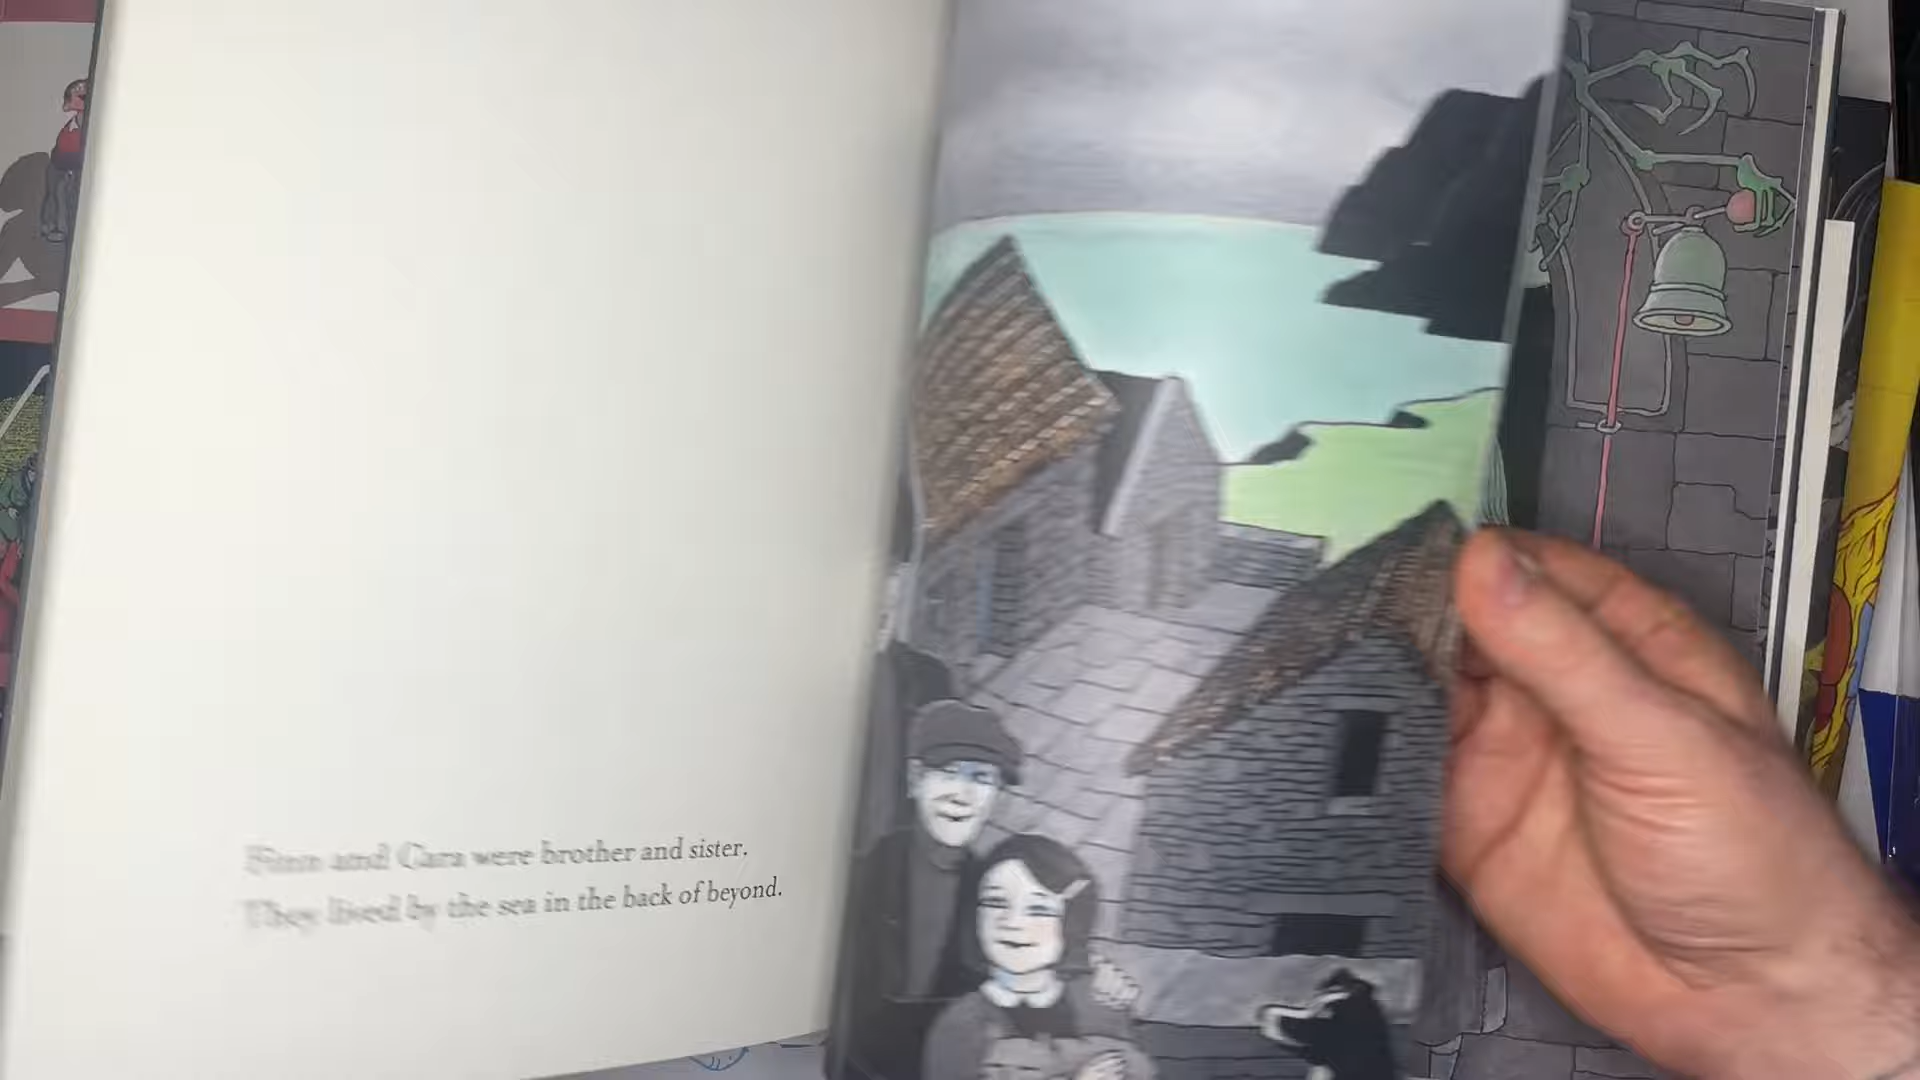 Finn and Cara were brother and sister.
They lived by the sea in the back of beyond.